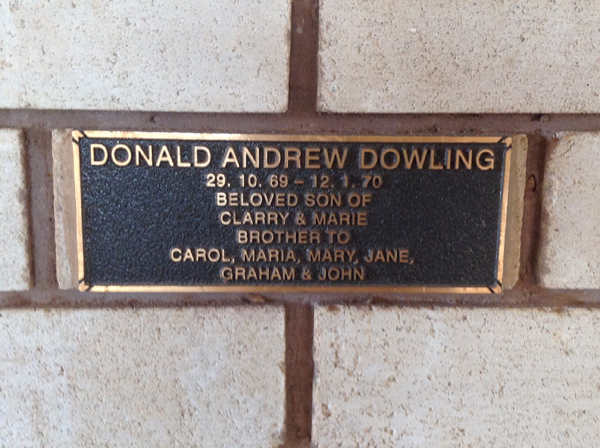 DONALD ANDREW DOWLING
29. 10. 69 – 12. 1. 70
BELOVED SON OF
CLARRY & MARIE
BROTHER TO
CAROL, MARIA, MARY, JANE,
GRAHAM & JOHN